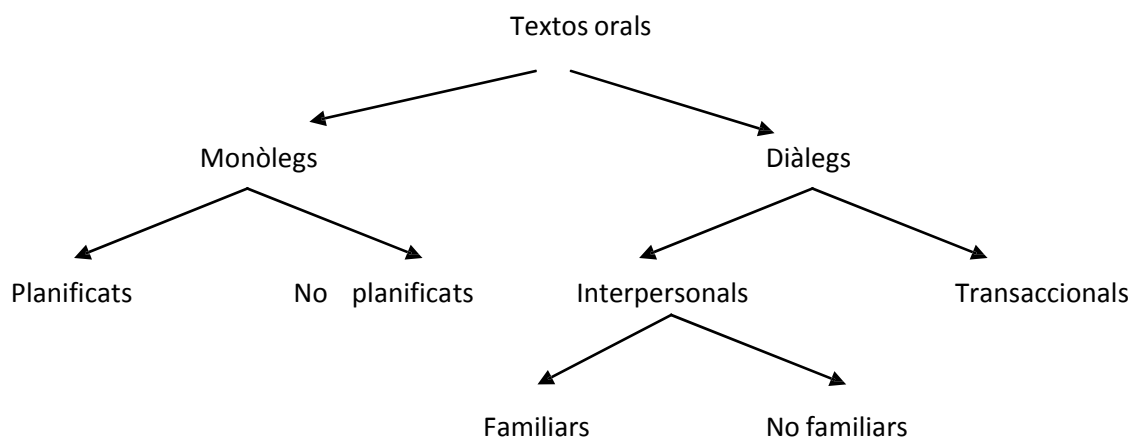 Textos orals
Monòlegs Diàlegs
Planificats No planificats Interpersonals Transaccionals
Familiars No familiars